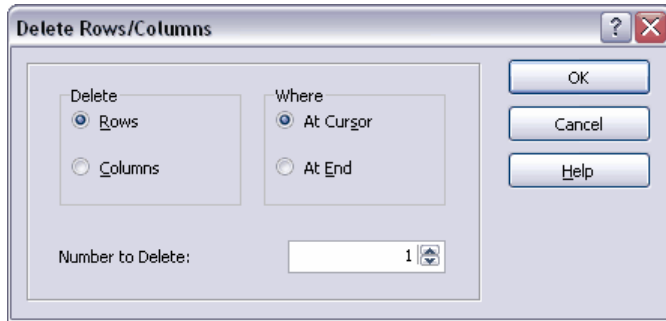 Delete Rows/Columns
?
Delete
Rows
Columns
Where
At Cursor
At End
Number to Delete: 1
OK
Cancel
Help